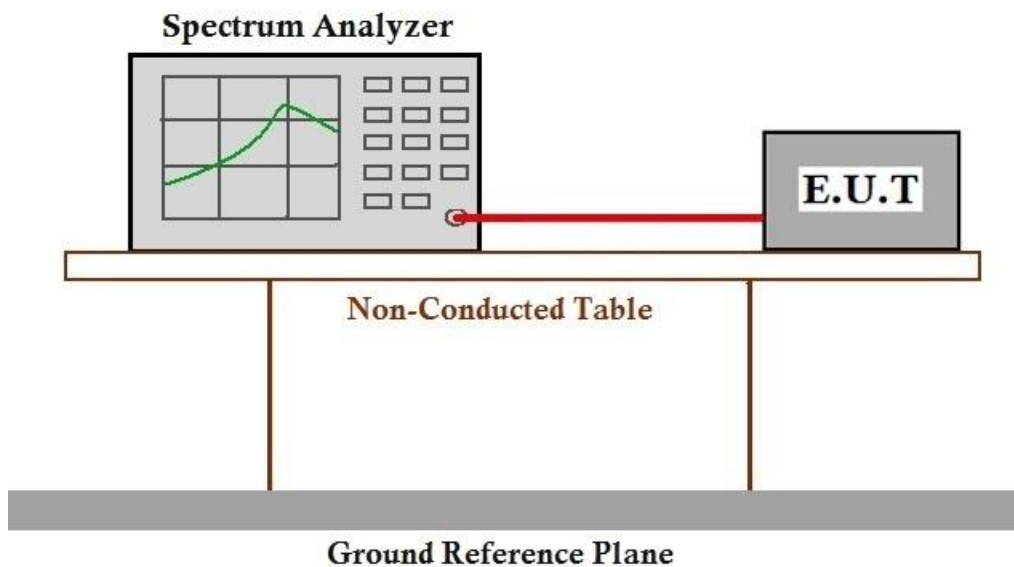 Spectrum Analyzer
E.U.T
Non-Conducted Table
Ground Reference Plane